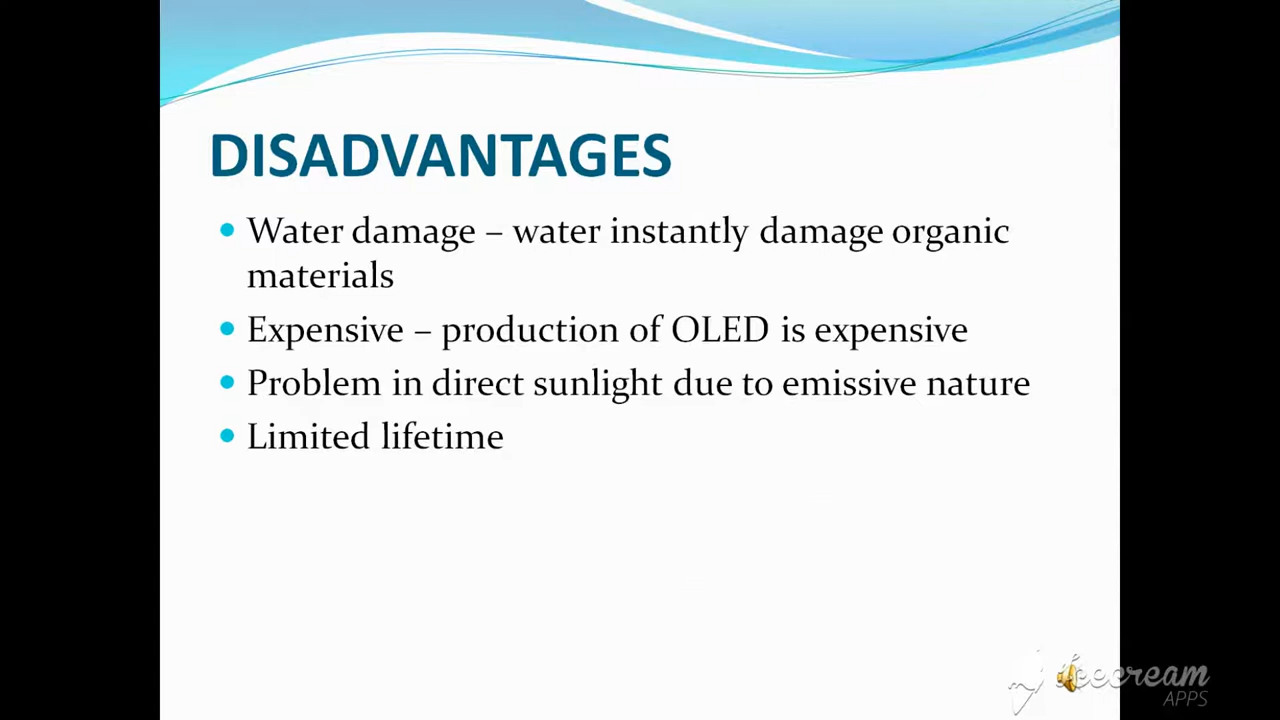 DISADVANTAGES
• Water damage – water instantly damage organic
materials
• Expensive – production of OLED is expensive
• Problem in direct sunlight due to emissive nature
• Limited lifetime
Icecream
APPS